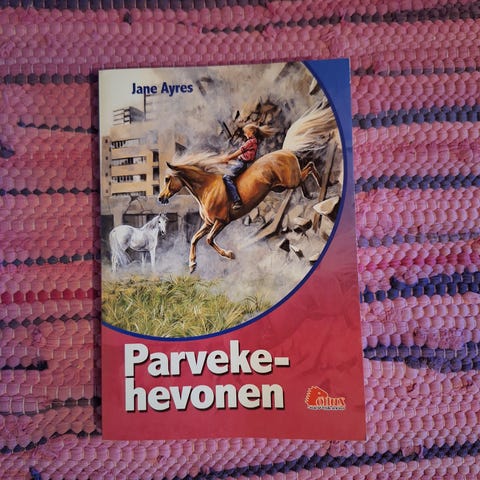 Jane Ayres
Parveke-
hevonen